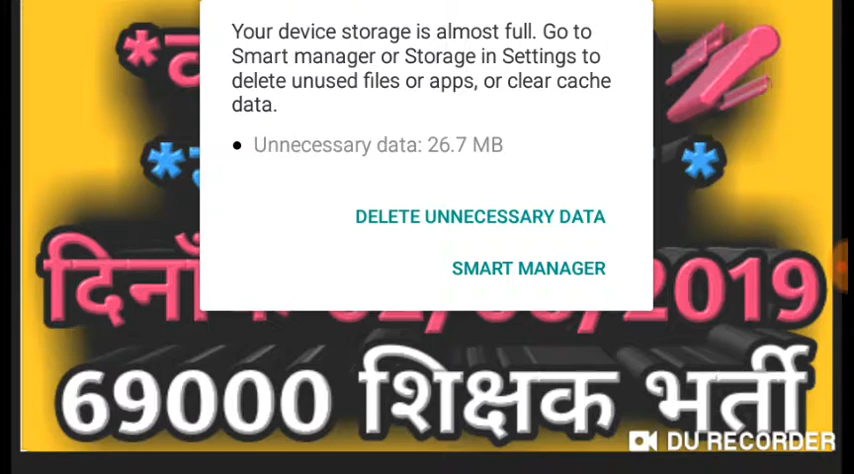 Your device storage is almost full. Go to
Smart manager or Storage in Settings to
delete unused files or apps, or clear cache
data.
● Unnecessary data: 26.7 MB
DELETE UNNECESSARY DATA
SMART MANAGER
2019
69000 शिक्षक भर्ती
DU RECORDER